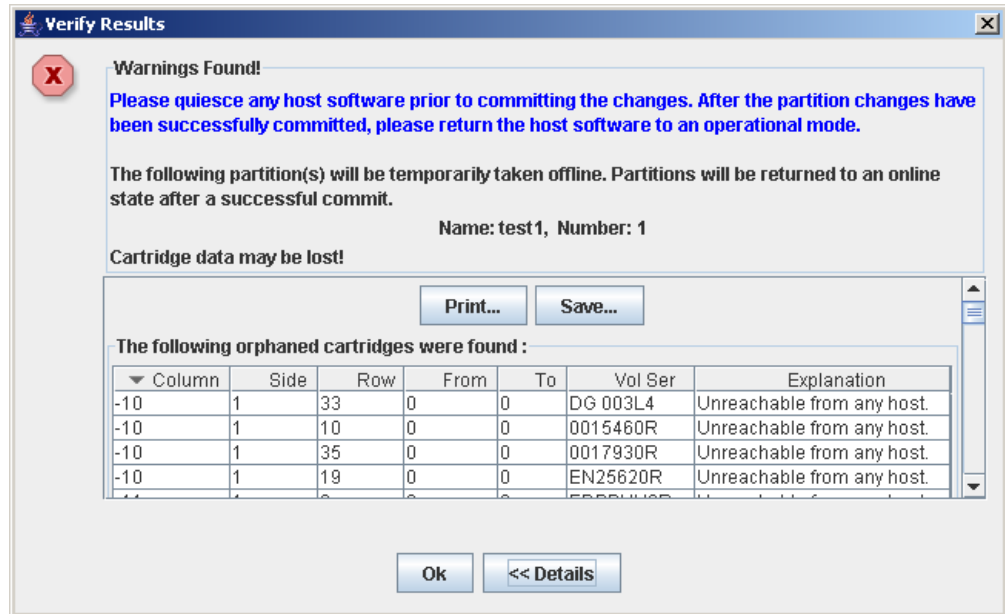 Verify Results
Warnings Found!
Please quiesce any host software prior to committing the changes. After the partition changes have
been successfully committed, please return the host software to an operational mode.
The following partition(s) will be temporarily taken offline. Partitions will be returned to an online
state after a successful commit.
Name: test1, Number: 1
Cartridge data may be lost!
Print... Save...
The following orphaned cartridges were found :
Column Side Row From To Vol Ser Explanation
-10 1 33 0 0 DG 003L4 Unreachable from any host.
-10 1 10 0 0 0015460R Unreachable from any host.
-10 1 35 0 0 0017930R Unreachable from any host.
-10 1 19 0 0 EN25620R Unreachable from any host.
Ok << Details